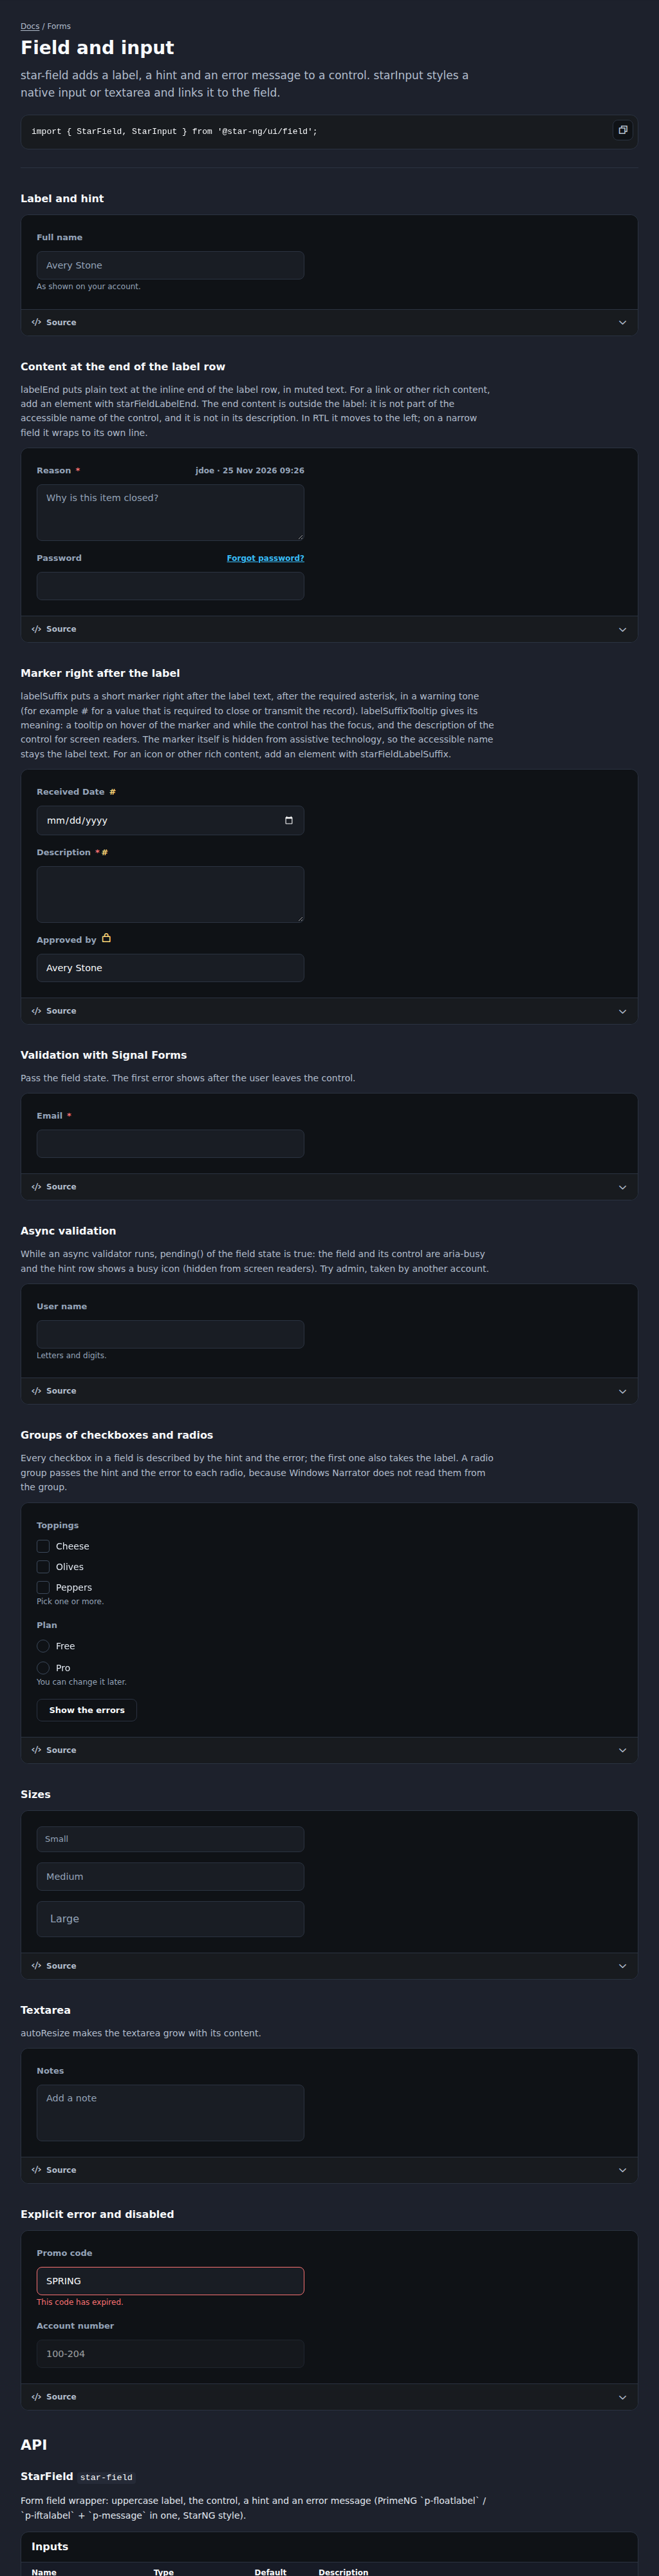 Docs / Forms
Field and input
star-field adds a label, a hint and an error message to a control. starInput styles a
native input or textarea and links it to the field.
import { StarField, StarInput } from '@star-ng/ui/field';
Label and hint
Full name
Avery Stone
As shown on your account.
Source
Content at the end of the label row
labelEnd puts plain text at the inline end of the label row, in muted text. For a link or other rich content,
add an element with starFieldLabelEnd. The end content is outside the label: it is not part of the
accessible name of the control, and it is not in its description. In RTL it moves to the left; on a narrow
field it wraps to its own line.
Reason * jdoe · 25 Nov 2026 09:26
Why is this item closed?
Password Forgot password?
Source
Marker right after the label
labelSuffix puts a short marker right after the label text, after the required asterisk, in a warning tone
(for example # for a value that is required to close or transmit the record). labelSuffixTooltip gives its
meaning: a tooltip on hover of the marker and while the control has the focus, and the description of the
control for screen readers. The marker itself is hidden from assistive technology, so the accessible name
stays the label text. For an icon or other rich content, add an element with starFieldLabelSuffix.
Received Date #
mm/dd/yyyy
Description * #
Approved by
Avery Stone
Source
Validation with Signal Forms
Pass the field state. The first error shows after the user leaves the control.
Email *
Source
Async validation
While an async validator runs, pending() of the field state is true: the field and its control are aria-busy
and the hint row shows a busy icon (hidden from screen readers). Try admin, taken by another account.
User name
Letters and digits.
Source
Groups of checkboxes and radios
Every checkbox in a field is described by the hint and the error; the first one also takes the label. A radio
group passes the hint and the error to each radio, because Windows Narrator does not read them from
the group.
Toppings
Cheese
Olives
Peppers
Pick one or more.
Plan
Free
Pro
You can change it later.
Show the errors
Source
Sizes
Small
Medium
Large
Source
Textarea
autoResize makes the textarea grow with its content.
Notes
Add a note
Source
Explicit error and disabled
Promo code
SPRING
This code has expired.
Account number
100-204
Source
API
StarField star-field
Form field wrapper: uppercase label, the control, a hint and an error message (PrimeNG `p-floatlabel` /
`p-iftalabel` + `p-message` in one, StarNG style).
Inputs
Name Type Default Description